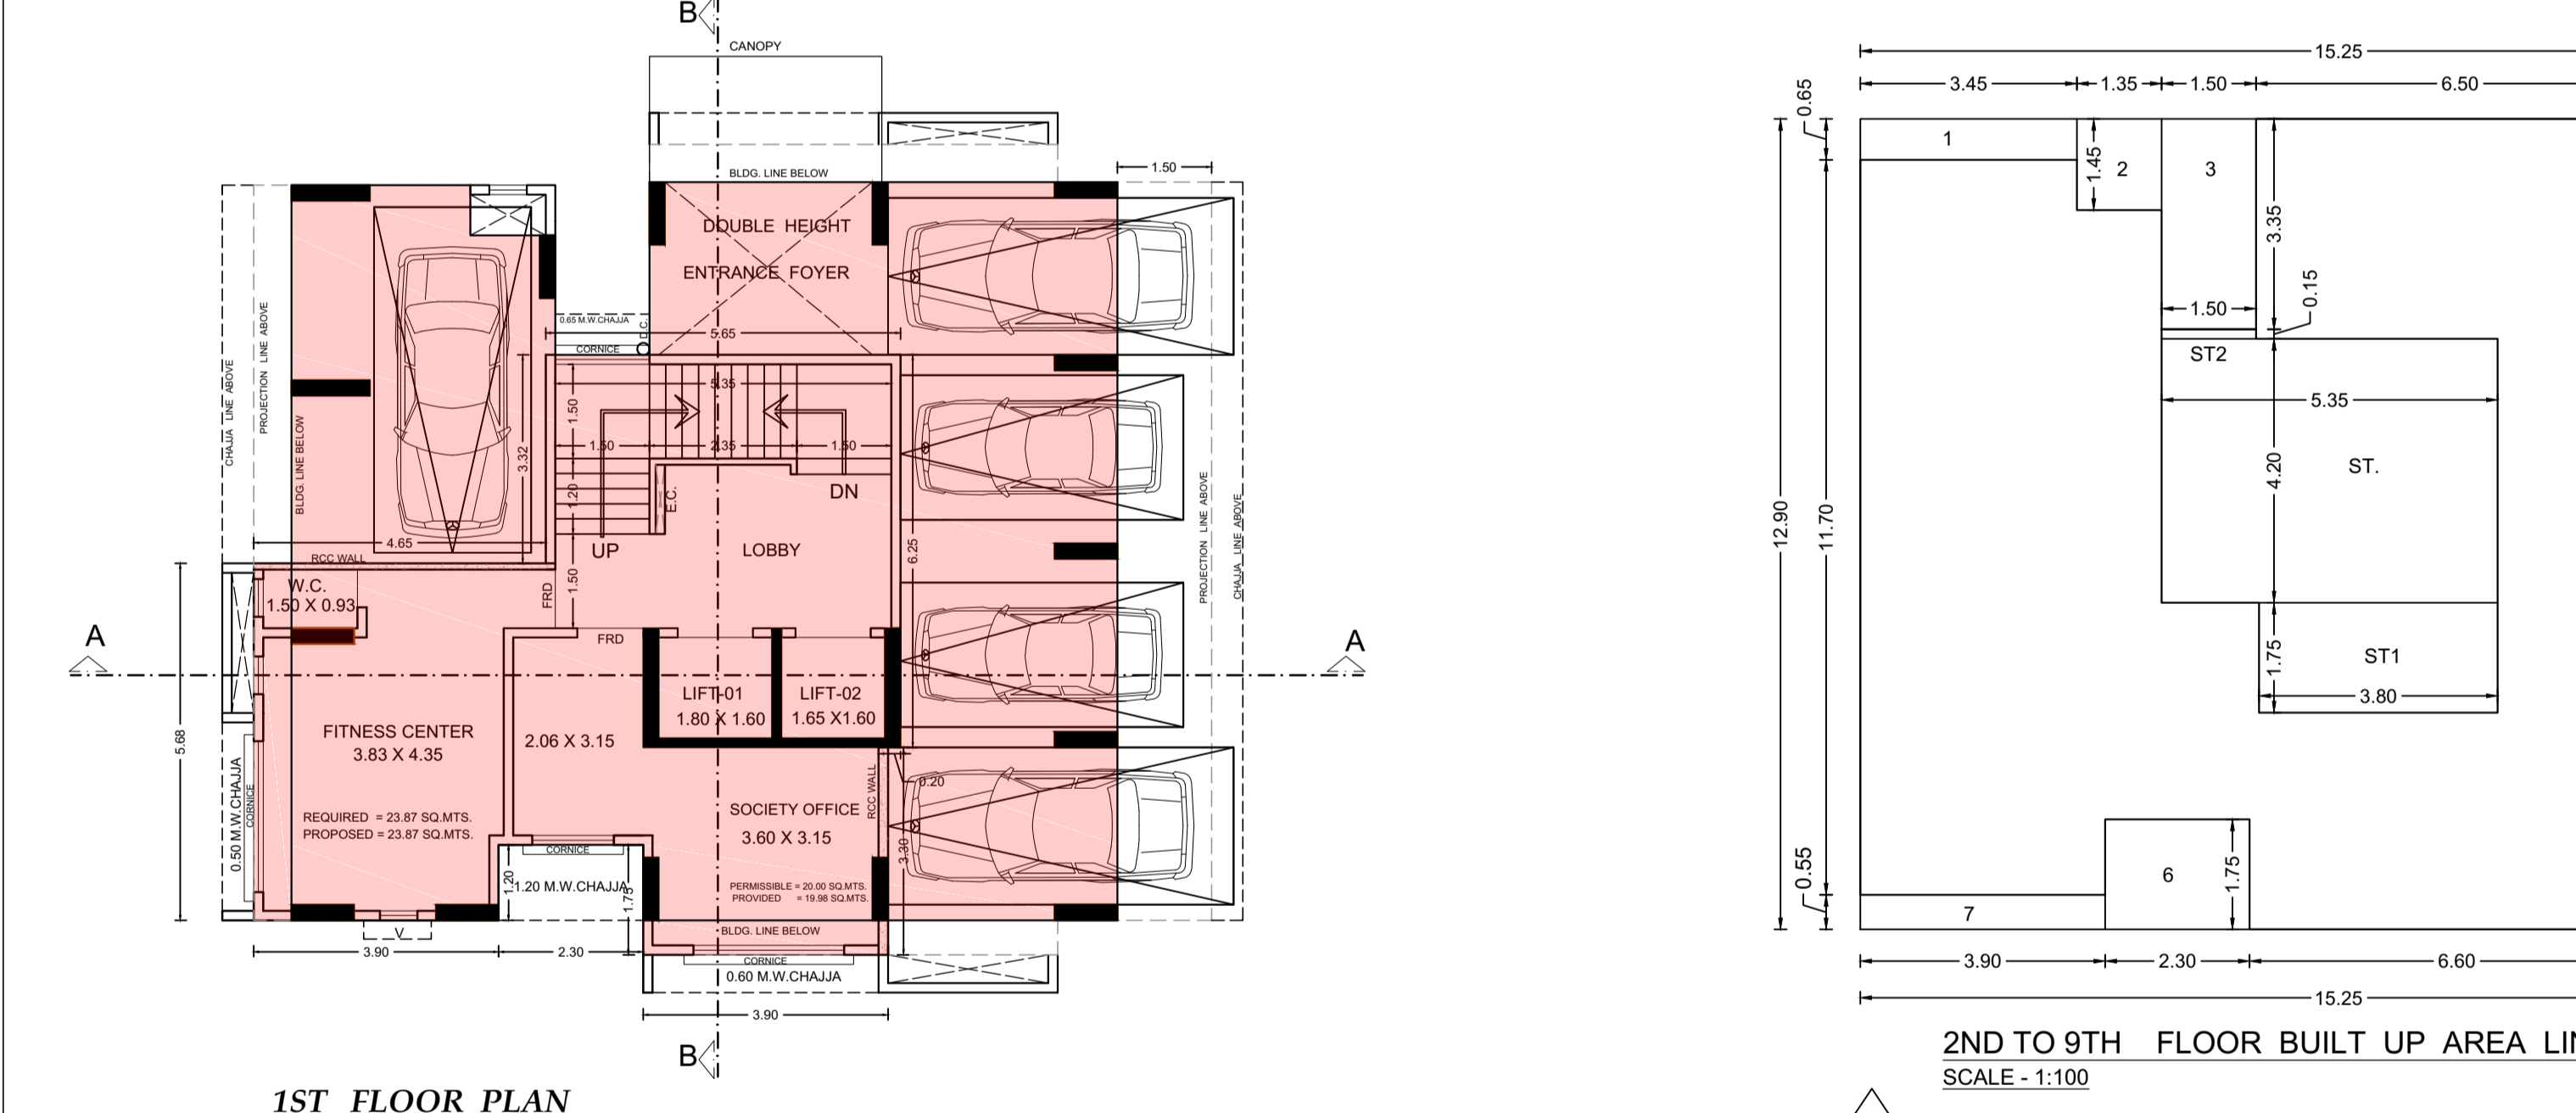 B
CANOPY
BLDG. LINE BELOW
1.50
DOUBLE HEIGHT
ENTRANCE FOYER
0.65 M.W.CHAJJA
D.C.
5.65
CORNICE
CHAJJA LINE ABOVE
PROJECTION LINE ABOVE
BLDG. LINE BELOW
5.35
1.50
1.50
2.35
1.50
3.32
1.20
E.C.
DN
UP
LOBBY
4.65
RCC WALL
6.25
PROJECTION LINE ABOVE
CHAJJA LINE ABOVE
W.C.
1.50 X 0.93
FRD
1.50
FRD
A
A
5.68
LIFT-01
1.80 X 1.60
LIFT-02
1.65 X1.60
FITNESS CENTER
3.83 X 4.35
2.06 X 3.15
RCC WALL
0.20
0.50 M.W.CHAJJA
CORNICE
SOCIETY OFFICE
3.60 X 3.15
REQUIRED = 23.87 SQ.MTS.
PROPOSED = 23.87 SQ.MTS.
CORNICE
3.30
1.20
1.20 M.W.CHAJJA
1.75
PERMISSIBLE = 20.00 SQ.MTS.
PROVIDED = 19.98 SQ.MTS.
V
BLDG. LINE BELOW
3.90
2.30
CORNICE
0.60 M.W.CHAJJA
3.90
B
1ST FLOOR PLAN
15.25
3.45
1.35
1.50
6.50
0.65
1
1.45
2
3
3.35
1.50
0.15
ST2
5.35
4.20
ST.
12.90
11.70
1.75
ST1
3.80
0.55
6
1.75
7
3.90
2.30
6.60
15.25
2ND TO 9TH FLOOR BUILT UP AREA
SCALE - 1:100